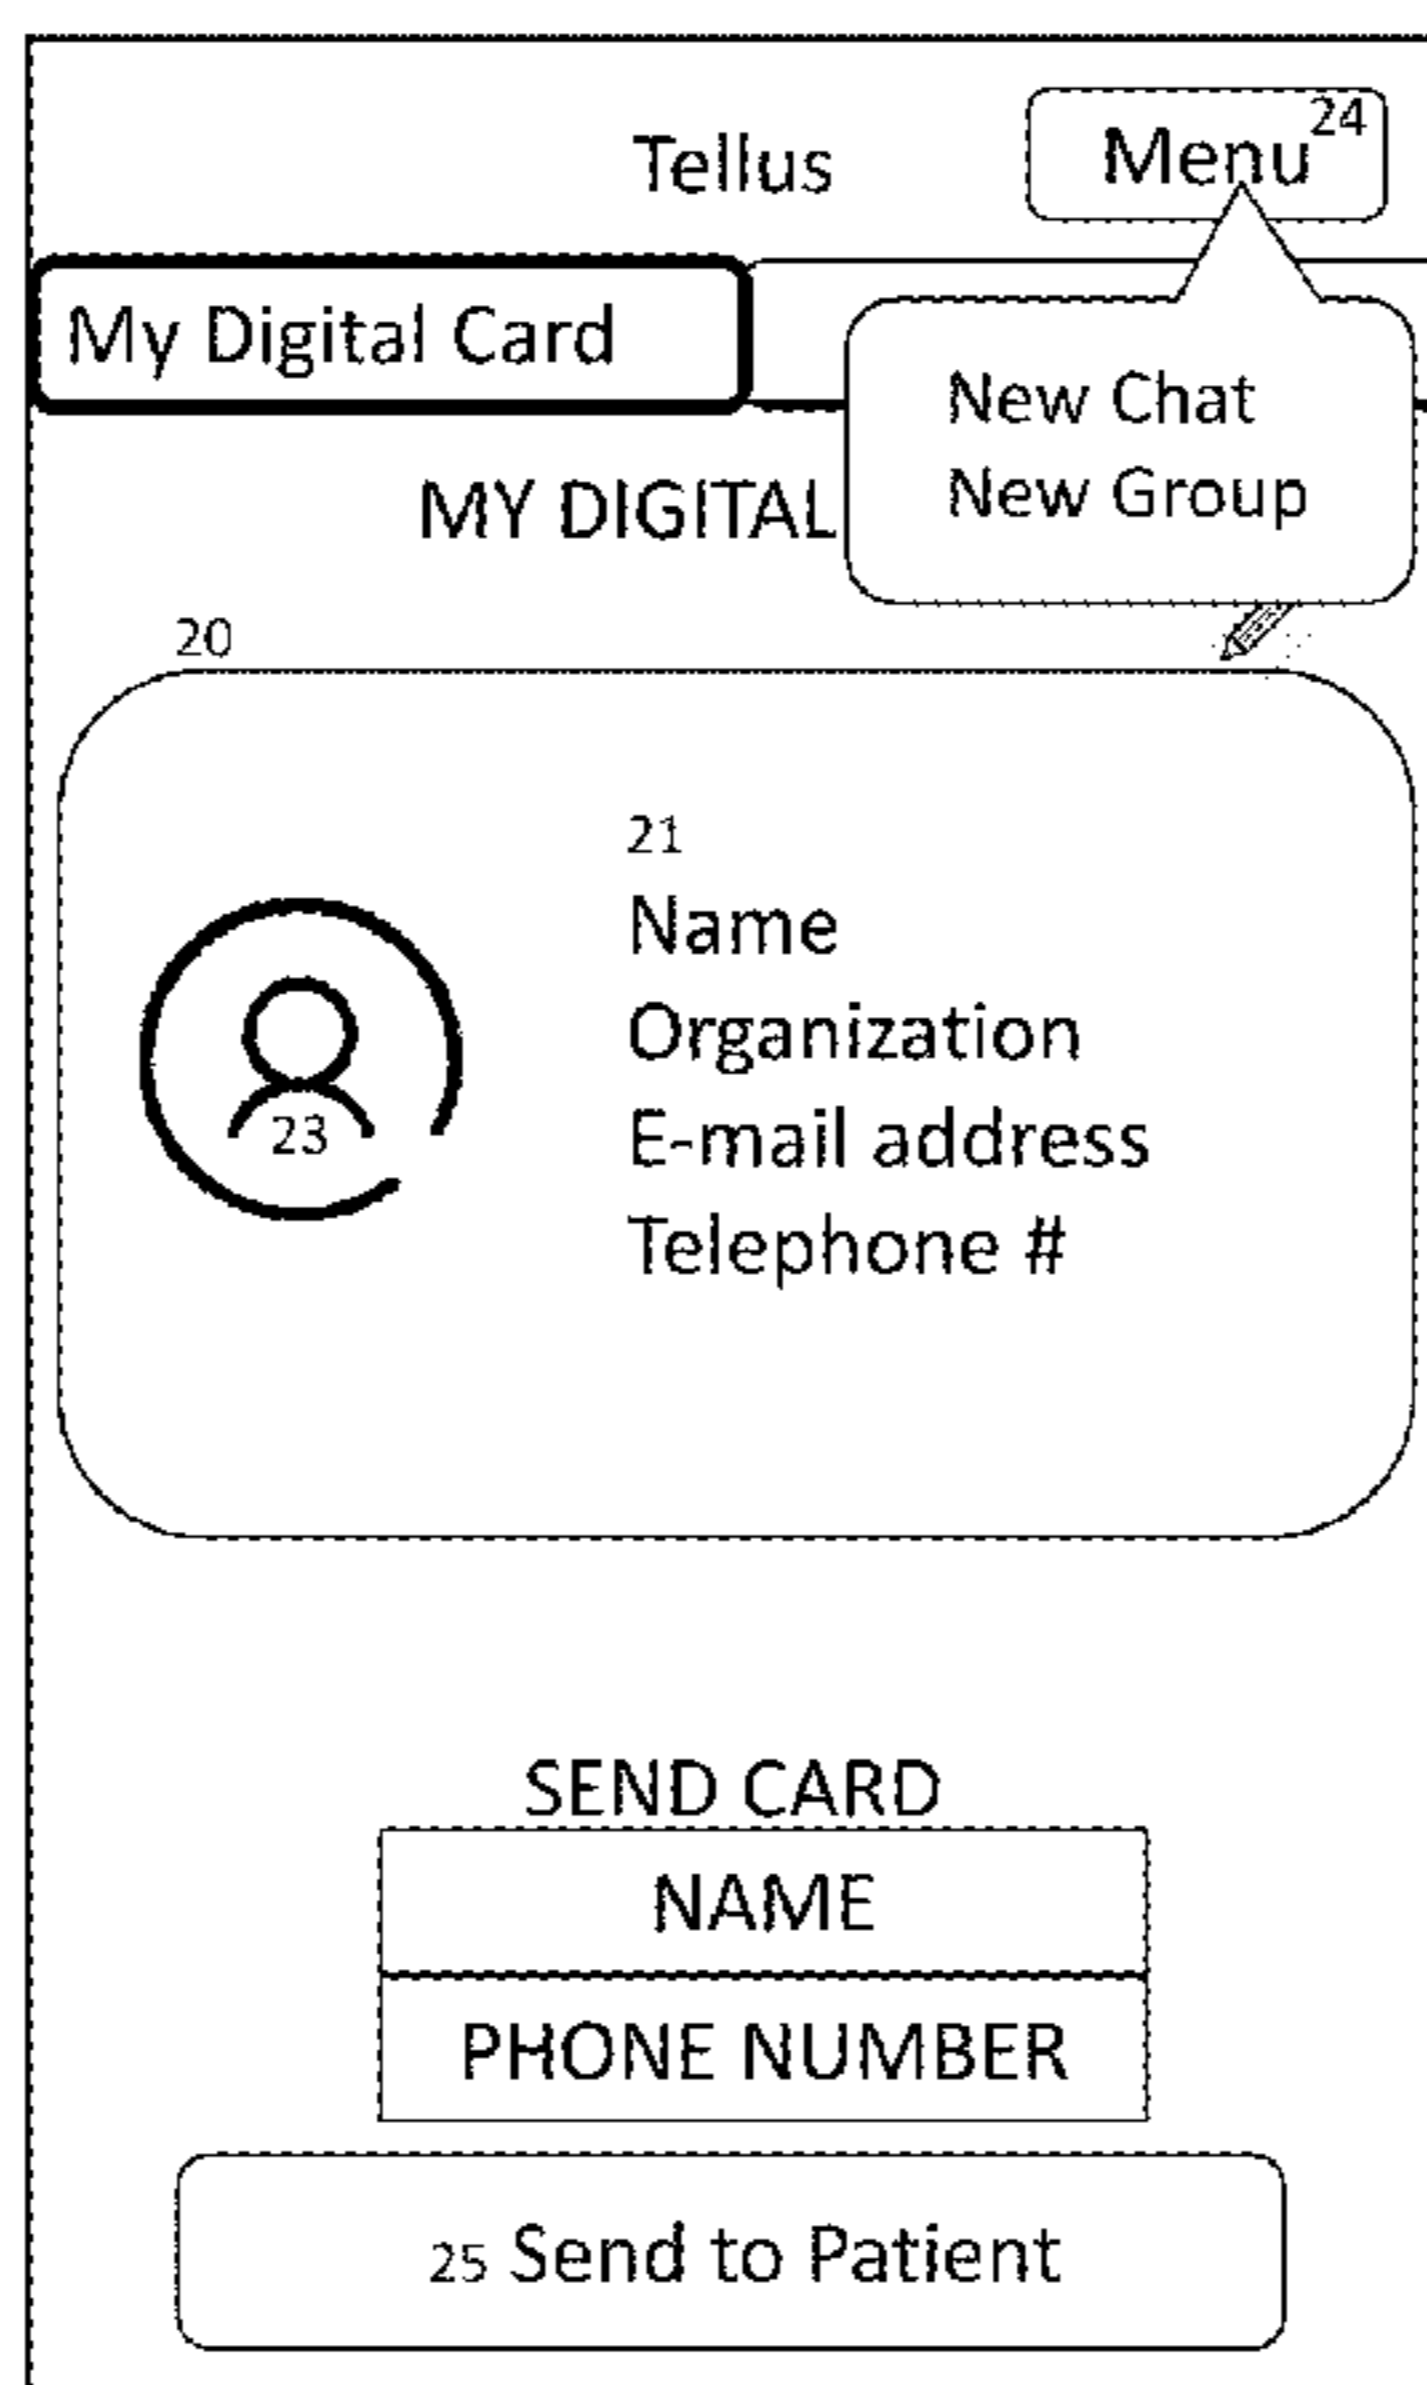 Tellus
Menu 24
My Digital Card
New Chat
New Group
MY DIGITAL
20
21
Name
Organization
E-mail address
Telephone #
23
SEND CARD
NAME
PHONE NUMBER
25 Send to Patient